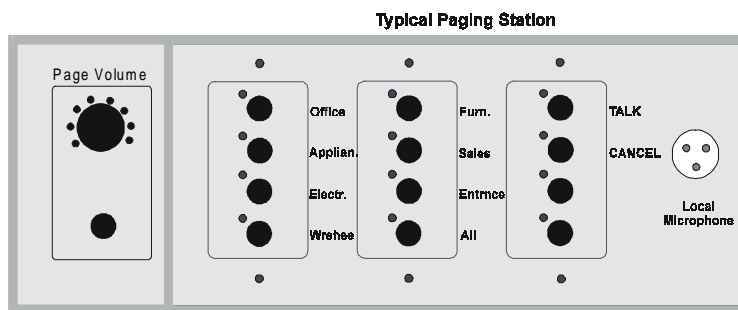 Typical Paging Station
Page Volume
Office
Applian.
Electr.
Wrehse
Furn.
Sales
Entrnce
All
TALK
CANCEL
Local
Microphone